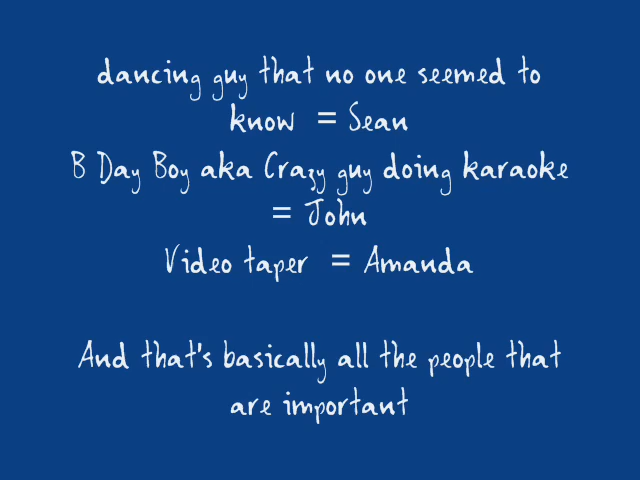 dancing guy that no one seemed to
know = Sean
B Day Boy aka Crazy guy doing karaoke
= John
Video taper = Amanda
And that's basically all the people that
are important